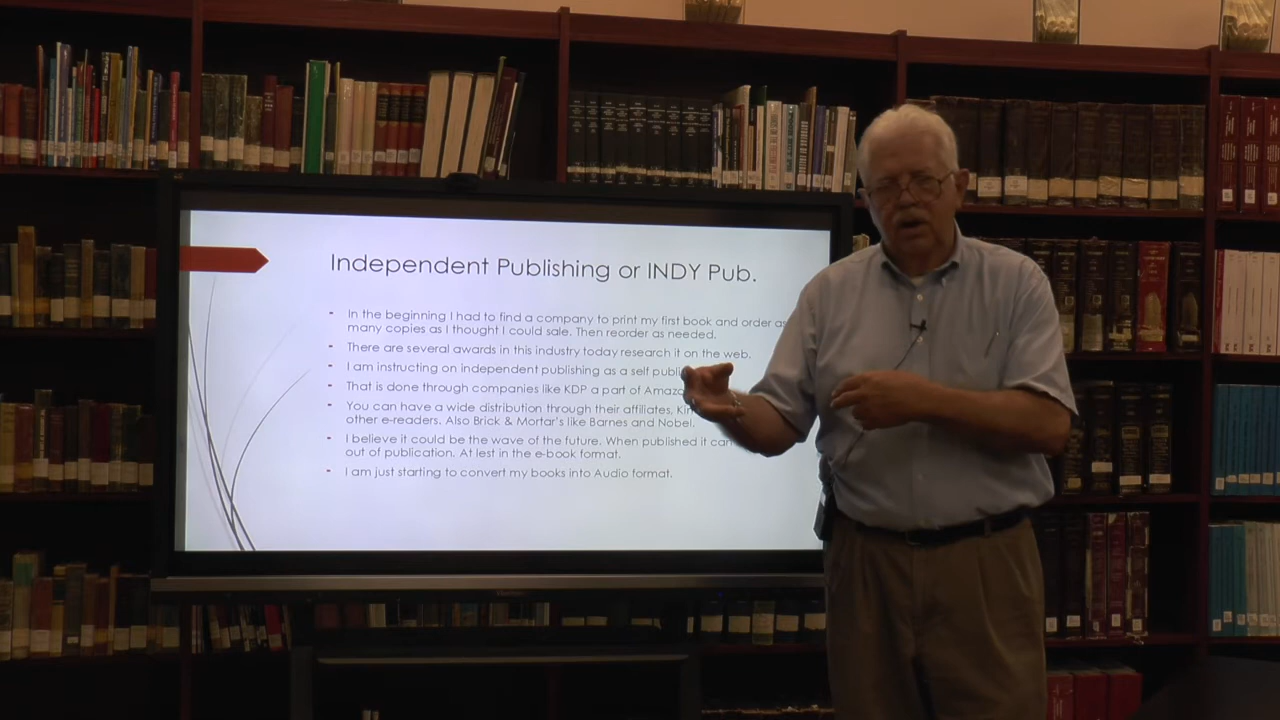 Independent Publishing or INDY Pub.
- In the beginning I had to find a company to print my first book and order as
many copies as I thought I could sale. Then reorder as needed.
- There are several awards in this industry today research it on the web.
- I am instructing on independent publishing as a self
- That is done through companies like KDP a part of
- You can have a wide distribution through their affiliates,
other e-readers. Also Brick & Mortar's like Barnes and Nobel.
- I believe it could be the wave of the future. When published it
out of publication. At lest in the e-book format.
- I am just starting to convert my books into Audio format.